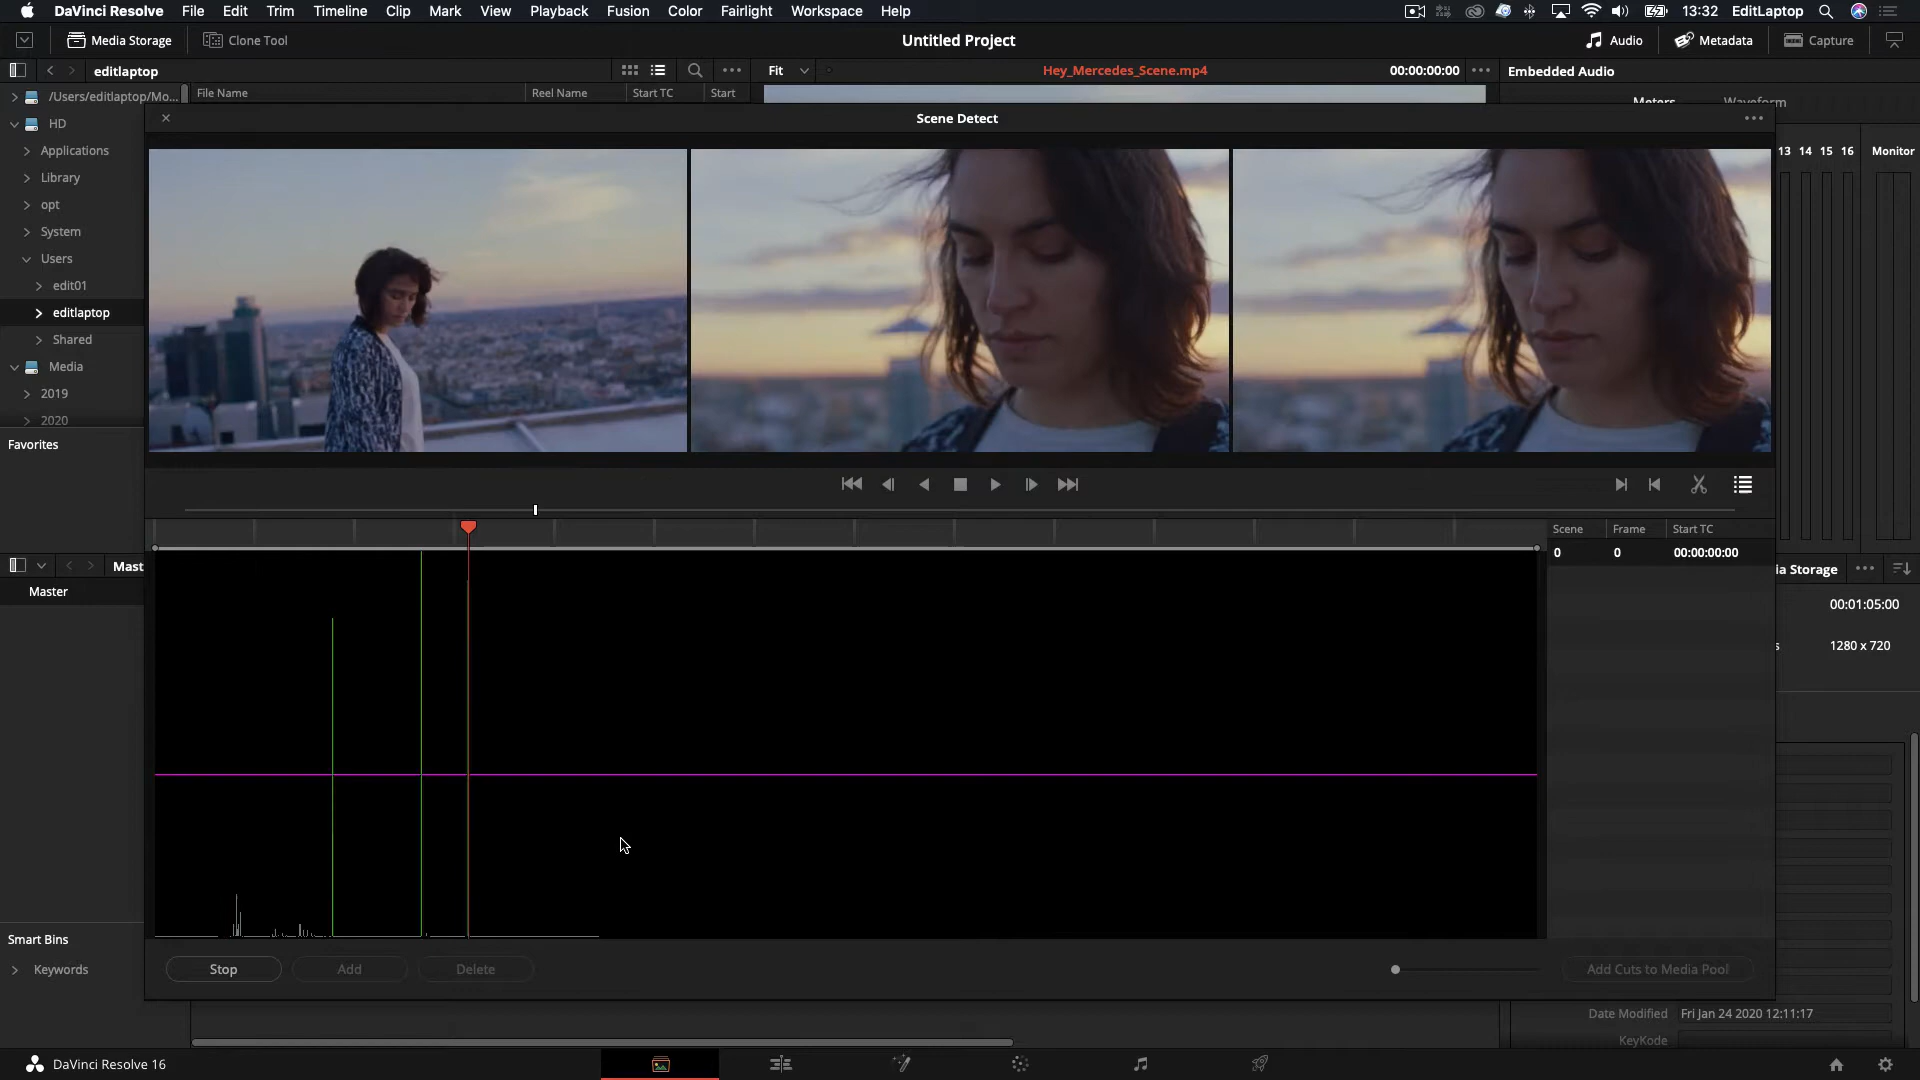 DaVinci Resolve File Edit Trim Timeline Clip Mark View Playback Fusion Color Fairlight Workspace Help 13:32 EditLaptop
Media Storage Clone Tool Untitled Project Audio Metadata Capture
editlaptop Fit Hey_Mercedes_Scene.mp4 00:00:00:00 Embedded Audio
/Users/editlaptop/Mo... File Name Reel Name Start TC Start
Meters Waveform
Scene Detect
HD
Applications
13 14 15 16 Monitor
Library
opt
System
Users
edit01
editlaptop
Shared
Media
2019
2020
Favorites
Scene Frame Start TC
0 0 00:00:00:00
Mast
ia Storage
Master
00:01:05:00
s 1280 x 720
Smart Bins
Keywords
Stop Add Delete Add Cuts to Media Pool
Date Modified Fri Jan 24 2020 12:11:17
KeyKode
DaVinci Resolve 16